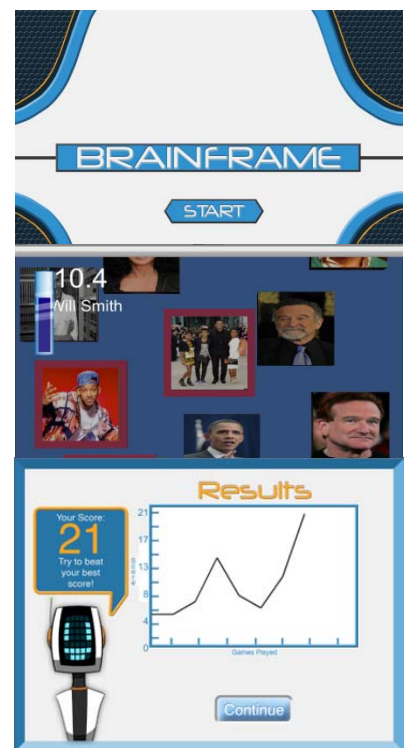 BRAINFRAME
START
10.4
Will Smith
Results
Your Score:
21
Try to beat
your best
score!
21
17
13
8
4
0
Score
Games Played
Continue